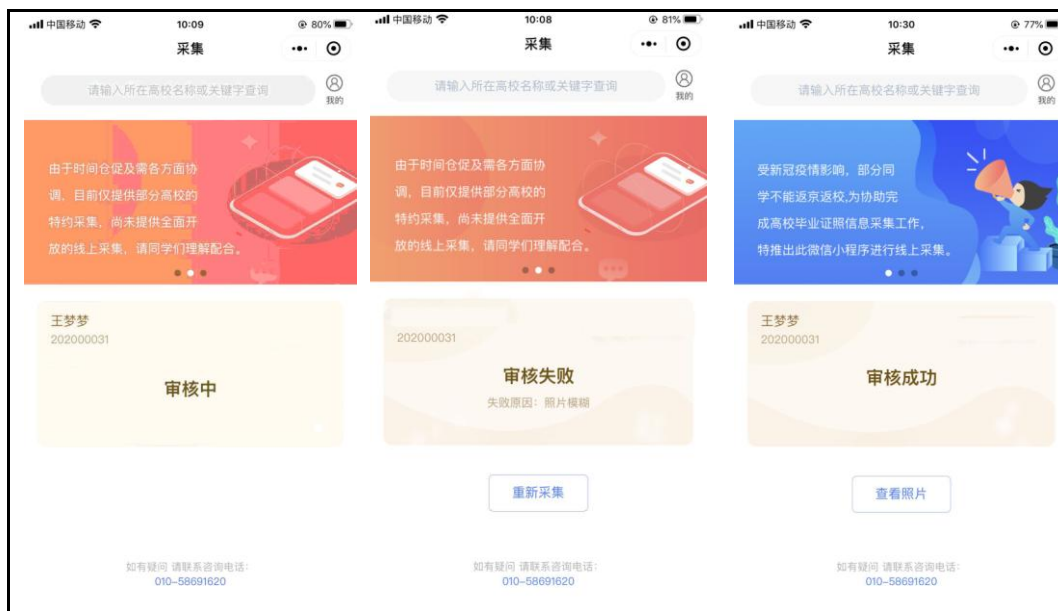 中国移动 10:09 80%
采集
请输入所在高校名称或关键字查询
我的
由于时间仓促及需各方面协
调，目前仅提供部分高校的
特约采集，尚未提供全面开
放的线上采集，请同学们理解配合。
王梦梦
202000031
审核中
如有疑问 请联系咨询电话:
010-58691620
中国移动 10:08 81%
采集
请输入所在高校名称或关键字查询
我的
由于时间仓促及需各方面协
调，目前仅提供部分高校的
特约采集，尚未提供全面开
放的线上采集，请同学们理解配合。
202000031
审核失败
失败原因：照片模糊
重新采集
如有疑问 请联系咨询电话:
010-58691620
中国移动 10:30 77%
采集
请输入所在高校名称或关键字查询
我的
受新冠疫情影响，部分同
学不能返京返校,为协助完
成高校毕业证照信息采集工作，
特推出此微信小程序进行线上采集。
王梦梦
202000031
审核成功
查看照片
如有疑问 请联系咨询电话:
010-58691620